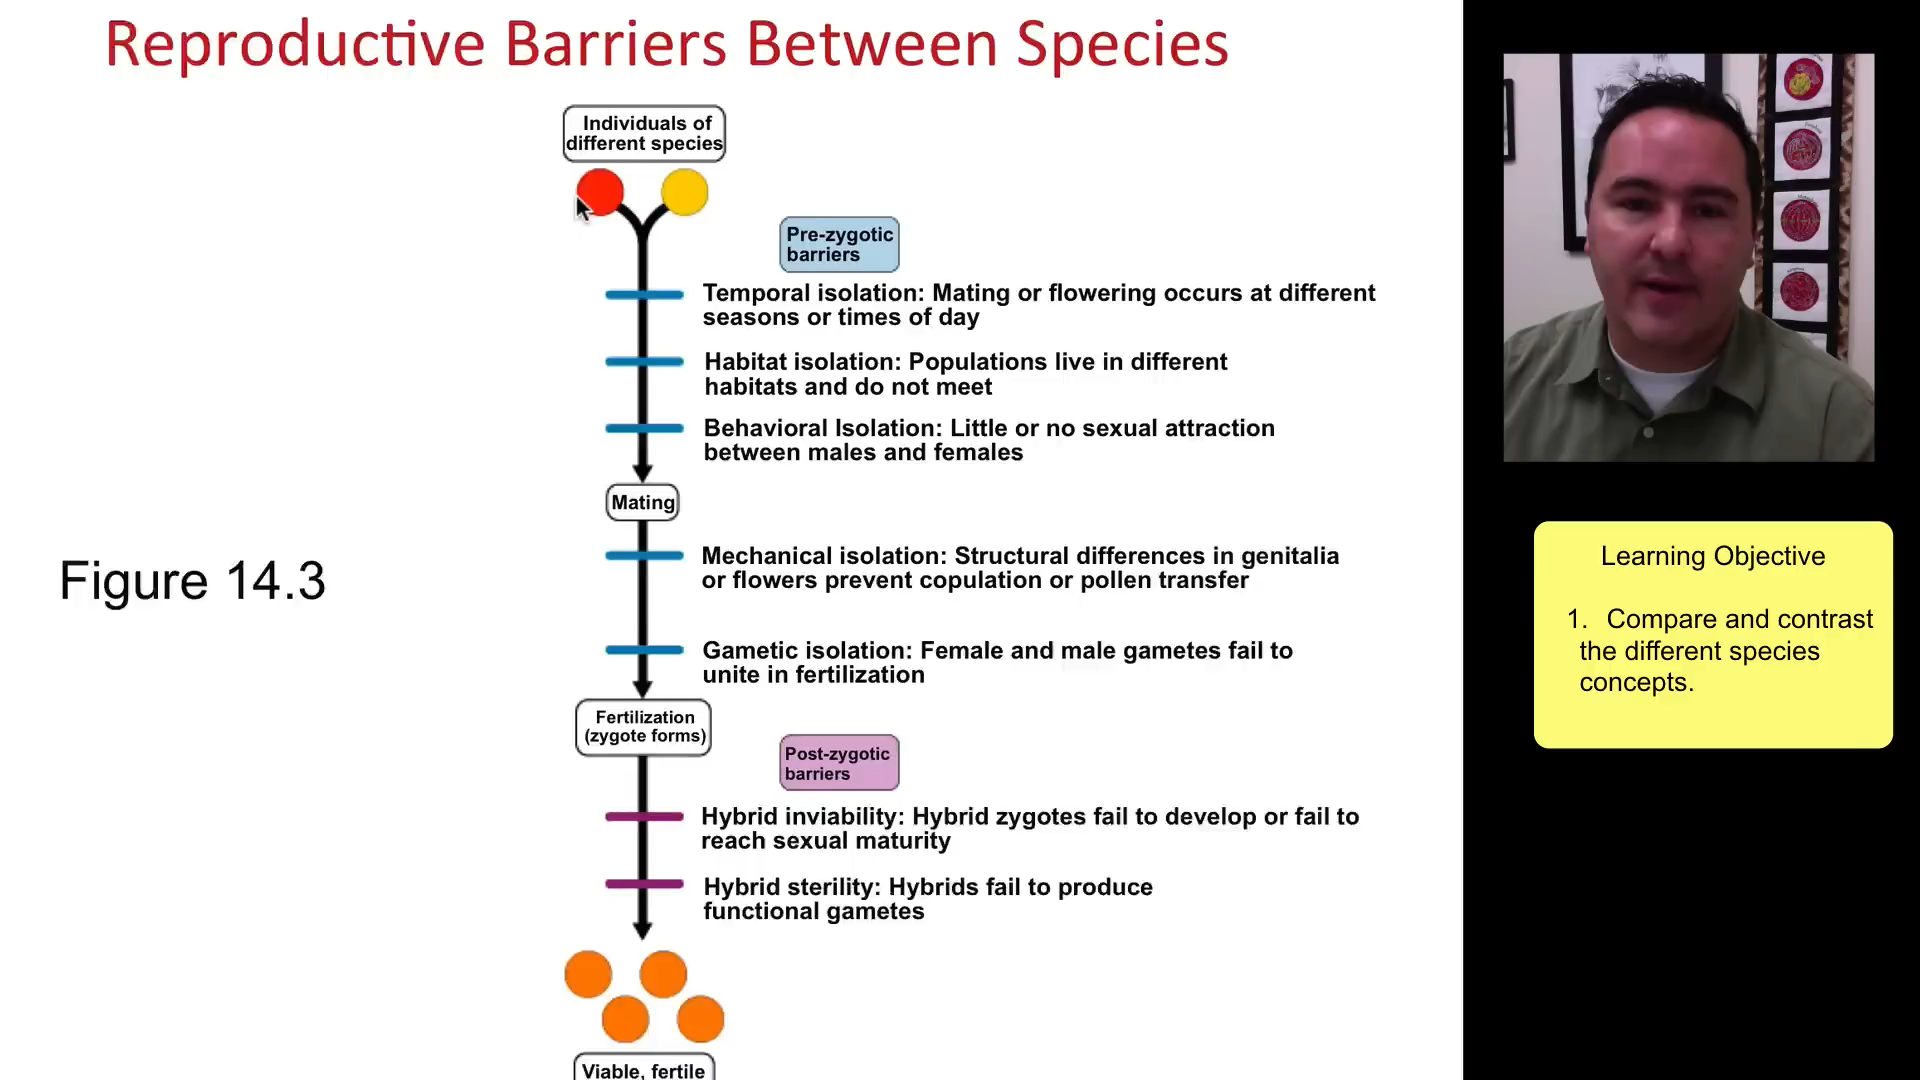 Reproductive Barriers Between Species
Individuals of
different species
Pre-zygotic
barriers
Temporal isolation: Mating or flowering occurs at different
seasons or times of day
Habitat isolation: Populations live in different
habitats and do not meet
Behavioral Isolation: Little or no sexual attraction
between males and females
Mating
Mechanical isolation: Structural differences in genitalia
or flowers prevent copulation or pollen transfer
Figure 14.3
Gametic isolation: Female and male gametes fail to
unite in fertilization
Fertilization
(zygote forms)
Post-zygotic
barriers
Hybrid inviability: Hybrid zygotes fail to develop or fail to
reach sexual maturity
Hybrid sterility: Hybrids fail to produce
functional gametes
Viable, fertile
Learning Objective
1. Compare and contrast
the different species
concepts.